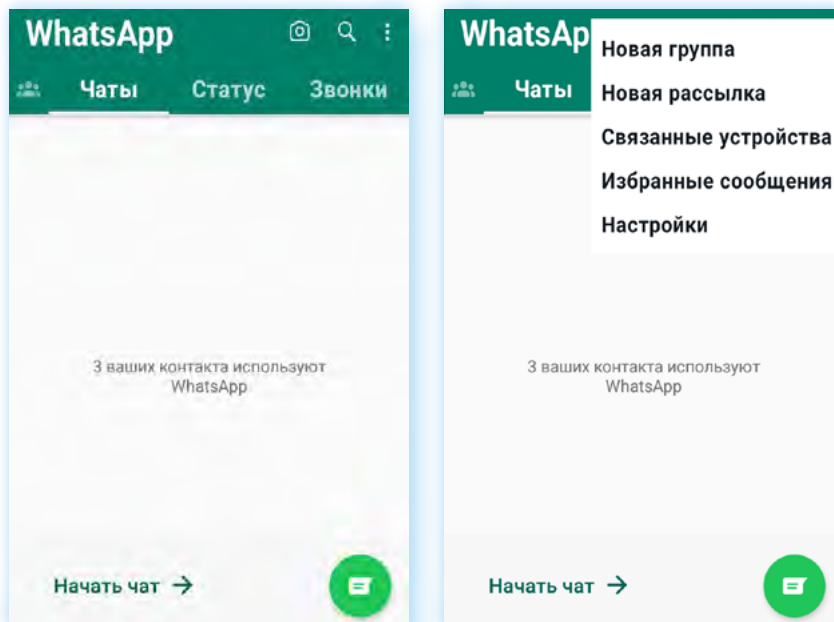 WhatsApp
Чаты Статус Звонки
3 ваших контакта используют
WhatsApp
Начать чат →
WhatsAp
Чаты
Новая группа
Новая рассылка
Связанные устройства
Избранные сообщения
Настройки
3 ваших контакта используют
WhatsApp
Начать чат →